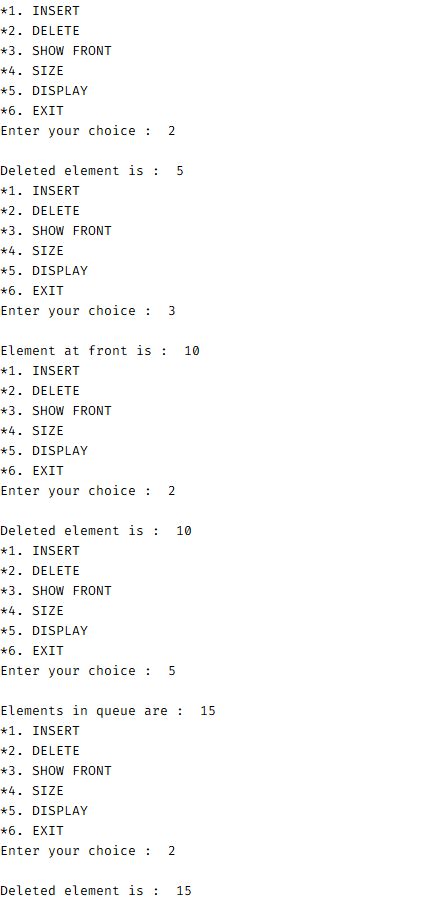 *1. INSERT
*2. DELETE
*3. SHOW FRONT
*4. SIZE
*5. DISPLAY
*6. EXIT
Enter your choice :  2

Deleted element is :  5
*1. INSERT
*2. DELETE
*3. SHOW FRONT
*4. SIZE
*5. DISPLAY
*6. EXIT
Enter your choice :  3

Element at front is :  10
*1. INSERT
*2. DELETE
*3. SHOW FRONT
*4. SIZE
*5. DISPLAY
*6. EXIT
Enter your choice :  2

Deleted element is :  10
*1. INSERT
*2. DELETE
*3. SHOW FRONT
*4. SIZE
*5. DISPLAY
*6. EXIT
Enter your choice :  5

Elements in queue are :  15
*1. INSERT
*2. DELETE
*3. SHOW FRONT
*4. SIZE
*5. DISPLAY
*6. EXIT
Enter your choice :  2

Deleted element is :  15